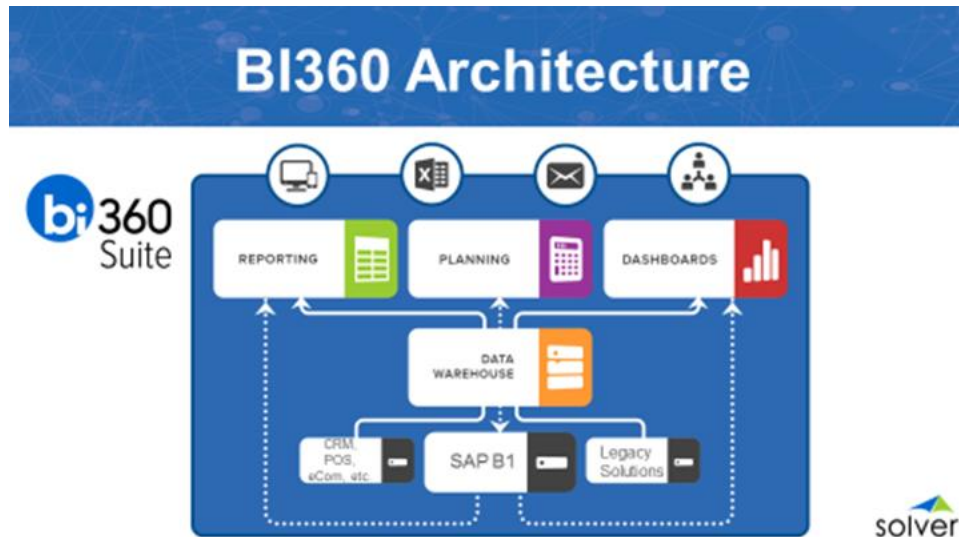 BI360 Architecture
bi 360
Suite
REPORTING
PLANNING
DASHBOARDS
DATA
WAREHOUSE
CRM,
POS,
eCom, etc.
SAP B1
Legacy
Solutions
solver